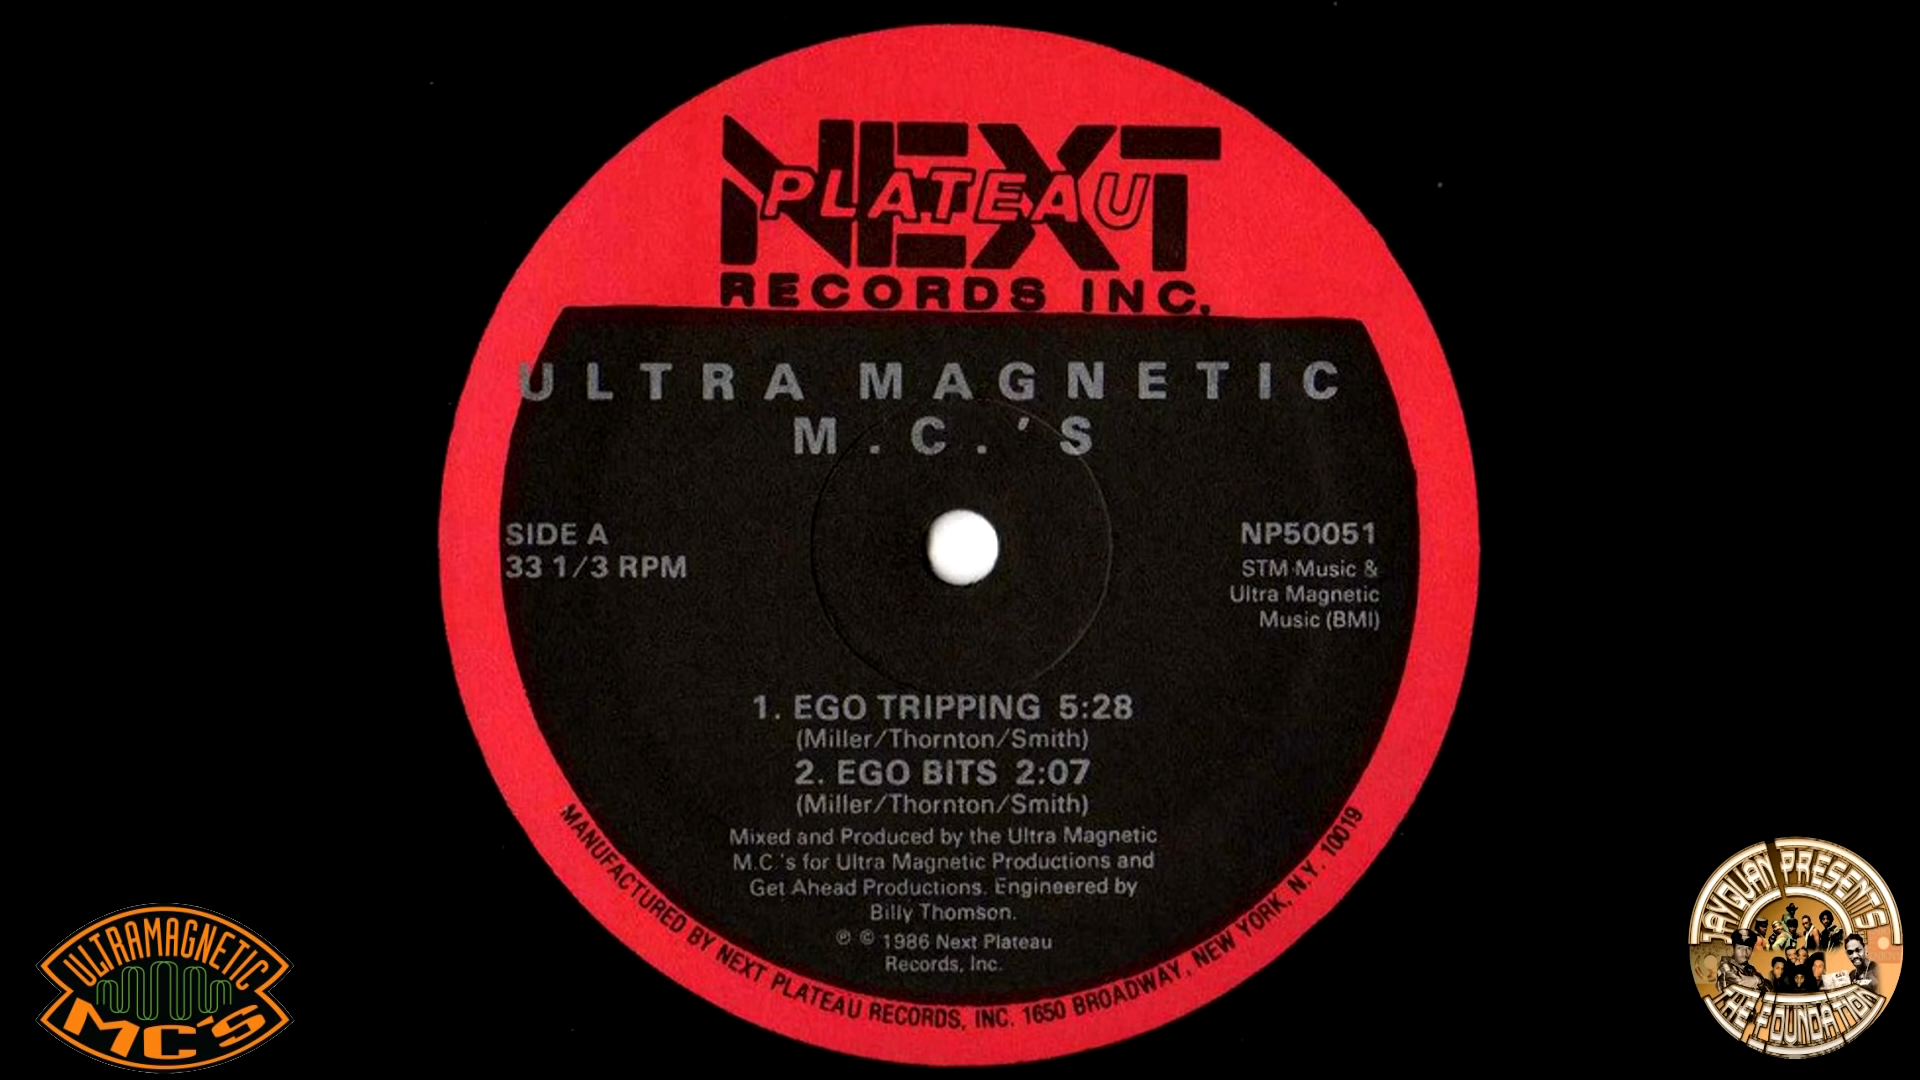 NEXT
PLATEAU
RECORDS INC.
ULTRA MAGNETIC
M.C.'S
SIDE A
33 1/3 RPM
NP50051
STM Music &
Ultra Magnetic
Music (BMI)
1. EGO TRIPPING 5:28
(Miller/Thornton/Smith)
2. EGO BITS 2:07
(Miller/Thornton/Smith)
Mixed and Produced by the Ultra Magnetic
M.C.'s for Ultra Magnetic Productions and
Get Ahead Productions. Engineered by
Billy Thomson.
℗ © 1986 Next Plateau
Records, Inc.
MANUFACTURED BY NEXT PLATEAU RECORDS, INC. 1650 BROADWAY, NEW YORK, N.Y. 10019
ULTRAMAGNETIC
MC'S
JAYQUAN PRESENTS
THE FOUNDATION